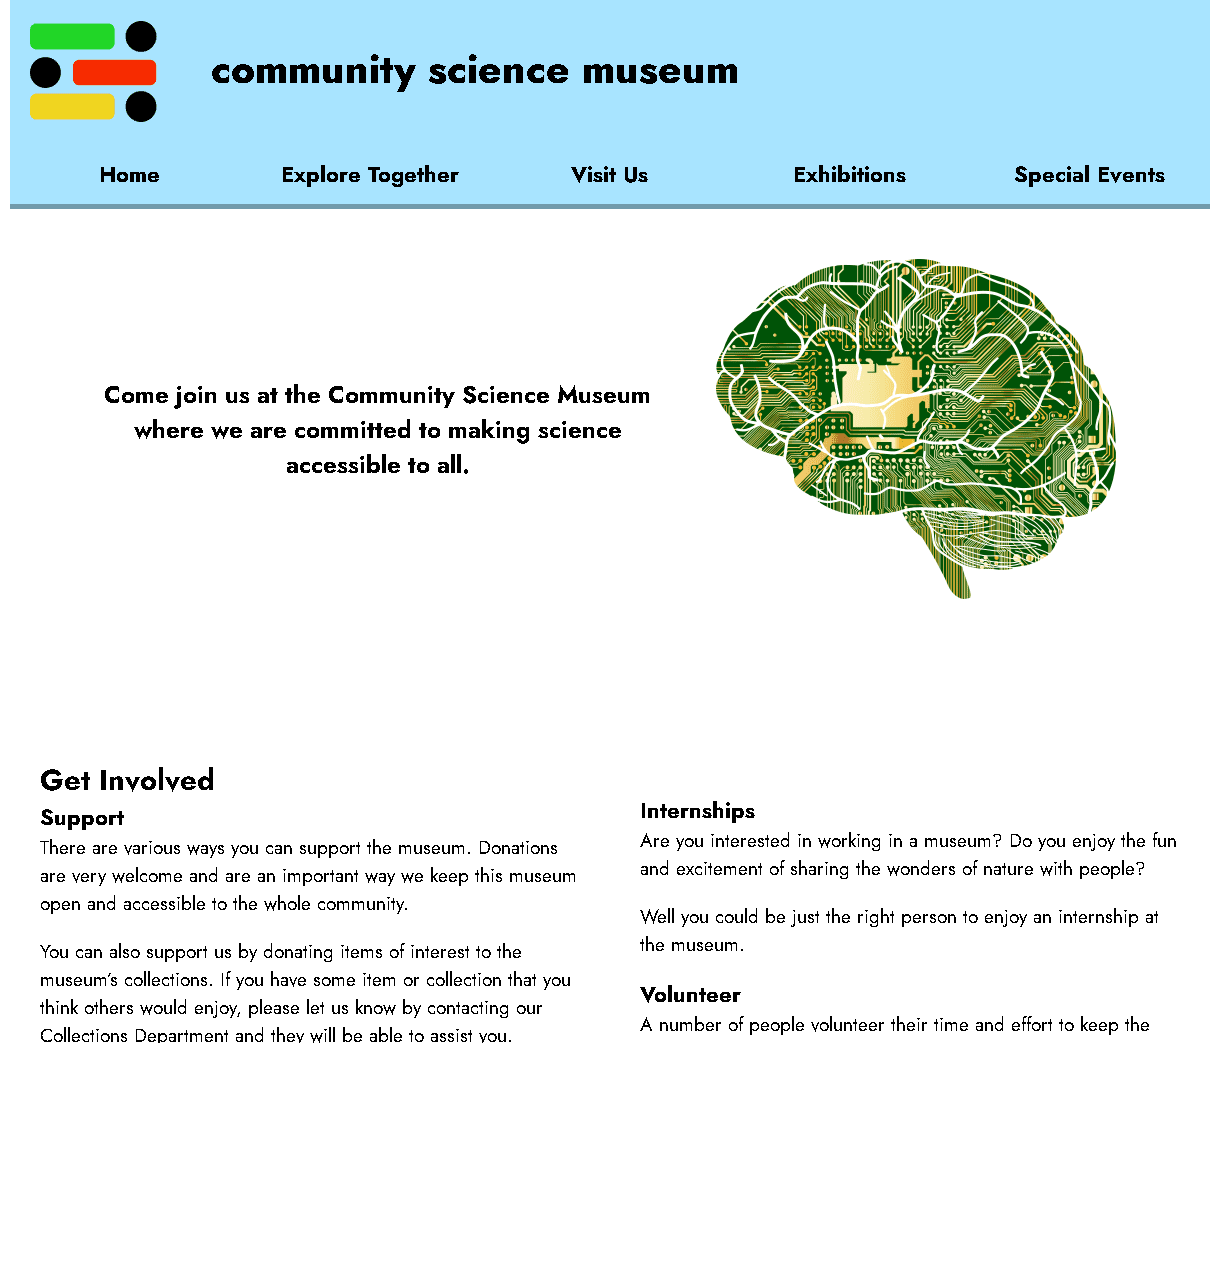 community science museum
Home Explore Together Visit Us Exhibitions Special Events
Come join us at the Community Science Museum
where we are committed to making science
accessible to all.
Get Involved
Support
There are various ways you can support the museum. Donations
are very welcome and are an important way we keep this museum
open and accessible to the whole community.
You can also support us by donating items of interest to the
museum's collections. If you have some item or collection that you
think others would enjoy, please let us know by contacting our
Collections Department and they will be able to assist you.
Internships
Are you interested in working in a museum? Do you enjoy the fun
and excitement of sharing the wonders of nature with people?
Well you could be just the right person to enjoy an internship at
the museum.
Volunteer
A number of people volunteer their time and effort to keep the